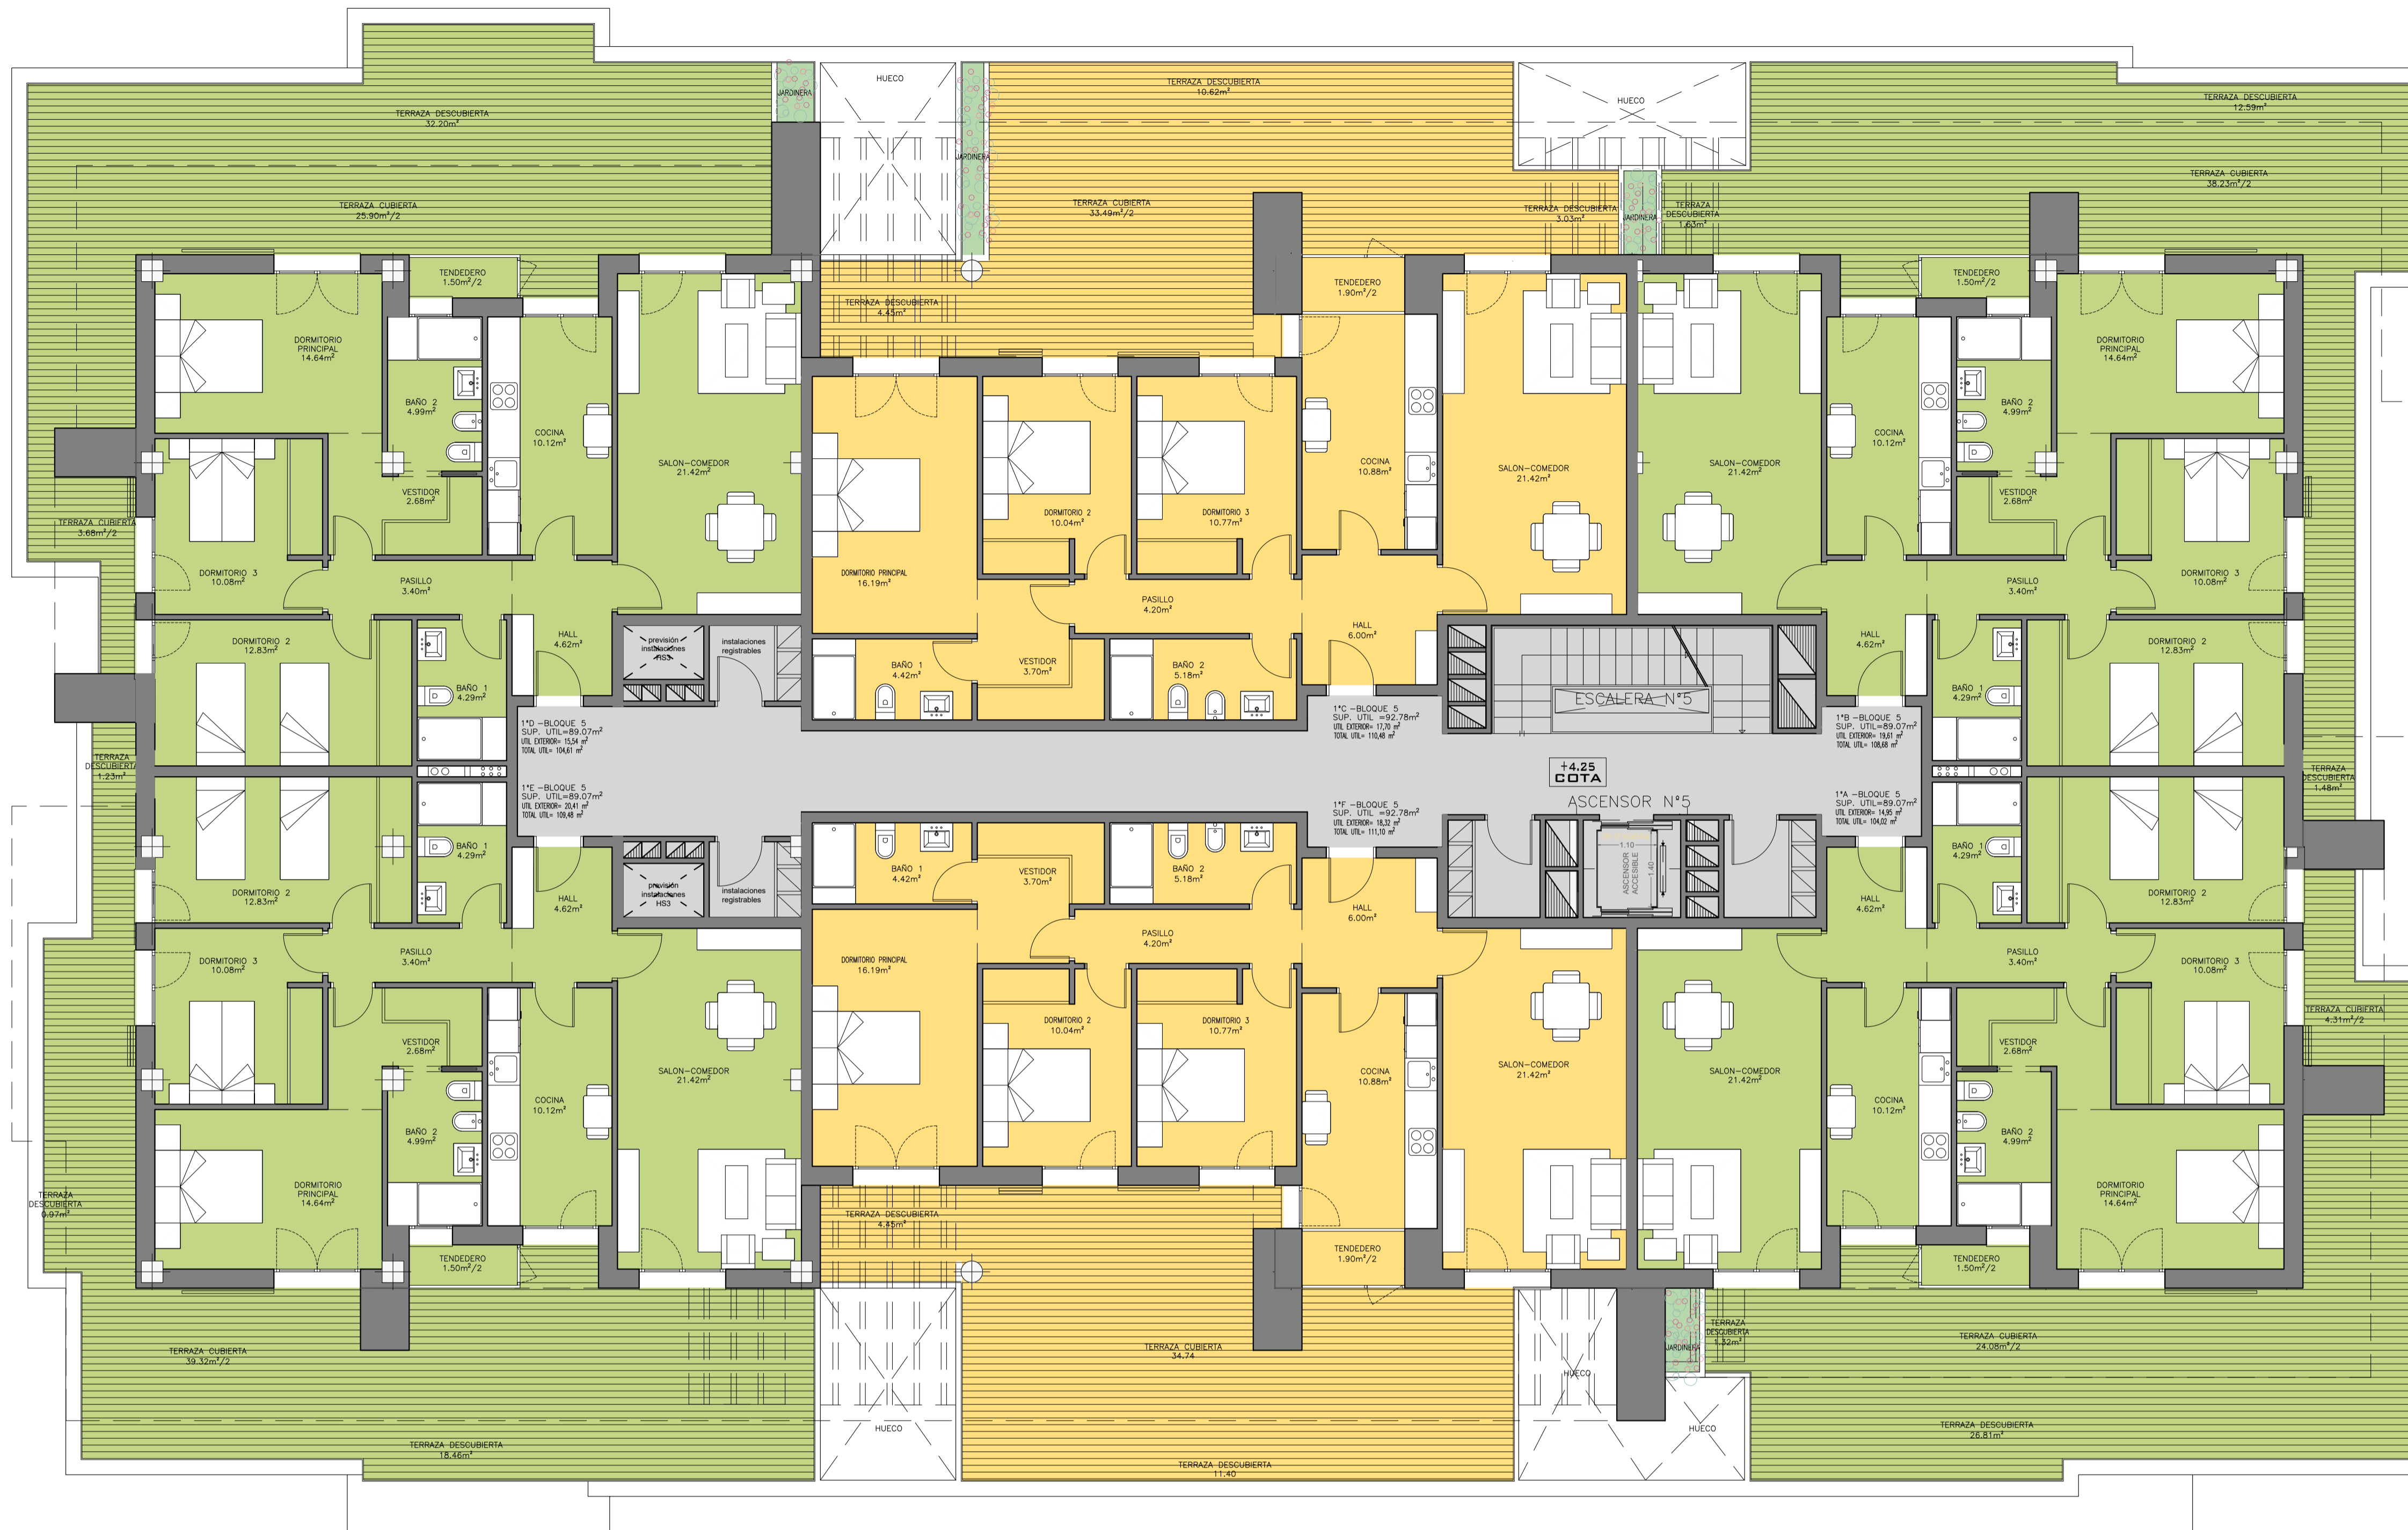 HUECO
TERRAZA DESCUBIERTA
10.62m²
JARDINERA
TERRAZA DESCUBIERTA
32.20m²
HUECO
TERRAZA DESCUBIERTA
12.59m²
JARDINERA
TERRAZA CUBIERTA
25.90m²/2
TERRAZA CUBIERTA
33.49m²/2
TERRAZA DESCUBIERTA
3.03m²
JARDINERA
TERRAZA
DESCUBIERTA
1.63m²
TERRAZA CUBIERTA
38.23m²/2
TENDEDERO
1.50m²/2
TERRAZA DESCUBIERTA
4.45m²
TENDEDERO
1.90m²/2
TENDEDERO
1.50m²/2
DORMITORIO
PRINCIPAL
14.64m²
DORMITORIO
PRINCIPAL
14.64m²
BAÑO 2
4.99m²
COCINA
10.12m²
SALON-COMEDOR
21.42m²
COCINA
10.88m²
SALON-COMEDOR
21.42m²
SALON-COMEDOR
21.42m²
COCINA
10.12m²
BAÑO 2
4.99m²
VESTIDOR
2.68m²
VESTIDOR
2.68m²
TERRAZA CUBIERTA
3.68m²/2
DORMITORIO 2
10.04m²
DORMITORIO 3
10.77m²
DORMITORIO 3
10.08m²
PASILLO
3.40m²
DORMITORIO PRINCIPAL
16.19m²
PASILLO
4.20m²
PASILLO
3.40m²
DORMITORIO 3
10.08m²
DORMITORIO 2
12.83m²
HALL
4.62m²
previsión
instalaciones
HS3
instalaciones
registrables
HALL
6.00m²
HALL
4.62m²
DORMITORIO 2
12.83m²
BAÑO 1
4.29m²
BAÑO 1
4.42m²
VESTIDOR
3.70m²
BAÑO 2
5.18m²
ESCALERA Nº5
BAÑO 1
4.29m²
1ºD -BLOQUE 5
SUP. UTIL=89.07m²
UTIL EXTERIOR= 15,54 m²
TOTAL UTIL= 104,61 m²
1ºC -BLOQUE 5
SUP. UTIL =92.78m²
UTIL EXTERIOR= 17,70 m²
TOTAL UTIL= 110,48 m²
1ºB -BLOQUE 5
SUP. UTIL=89.07m²
UTIL EXTERIOR= 19,61 m²
TOTAL UTIL= 108,68 m²
TERRAZA
DESCUBIERTA
1.23m²
+4.25
COTA
TERRAZA
DESCUBIERTA
1.48m²
1ºE -BLOQUE 5
SUP. UTIL=89.07m²
UTIL EXTERIOR= 20,41 m²
TOTAL UTIL= 109,48 m²
1ºF -BLOQUE 5
SUP. UTIL =92.78m²
UTIL EXTERIOR= 18,32 m²
TOTAL UTIL= 111,10 m²
ASCENSOR Nº5
1ºA -BLOQUE 5
SUP. UTIL=89.07m²
UTIL EXTERIOR= 14,95 m²
TOTAL UTIL= 104,02 m²
1.10
ASCENSOR
ACCESIBLE
1.40
BAÑO 1
4.29m²
BAÑO 1
4.42m²
VESTIDOR
3.70m²
BAÑO 2
5.18m²
BAÑO 1
4.29m²
DORMITORIO 2
12.83m²
HALL
4.62m²
previsión
instalaciones
HS3
instalaciones
registrables
HALL
6.00m²
HALL
4.62m²
DORMITORIO 2
12.83m²
DORMITORIO 3
10.08m²
PASILLO
3.40m²
DORMITORIO PRINCIPAL
16.19m²
PASILLO
4.20m²
PASILLO
3.40m²
DORMITORIO 3
10.08m²
TERRAZA CUBIERTA
4.31m²/2
DORMITORIO 2
10.04m²
DORMITORIO 3
10.77m²
VESTIDOR
2.68m²
VESTIDOR
2.68m²
SALON-COMEDOR
21.42m²
COCINA
10.88m²
SALON-COMEDOR
21.42m²
SALON-COMEDOR
21.42m²
COCINA
10.12m²
COCINA
10.12m²
BAÑO 2
4.99m²
BAÑO 2
4.99m²
DORMITORIO
PRINCIPAL
14.64m²
DORMITORIO
PRINCIPAL
14.64m²
TERRAZA
DESCUBIERTA
0.97m²
TERRAZA DESCUBIERTA
4.45m²
TENDEDERO
1.50m²/2
TENDEDERO
1.90m²/2
TENDEDERO
1.50m²/2
TERRAZA CUBIERTA
39.32m²/2
TERRAZA CUBIERTA
34.74
JARDINERA
TERRAZA
DESCUBIERTA
1.32m²
TERRAZA CUBIERTA
24.08m²/2
HUECO
HUECO
HUECO
TERRAZA DESCUBIERTA
26.81m²
TERRAZA DESCUBIERTA
18.46m²
TERRAZA DESCUBIERTA
11.40